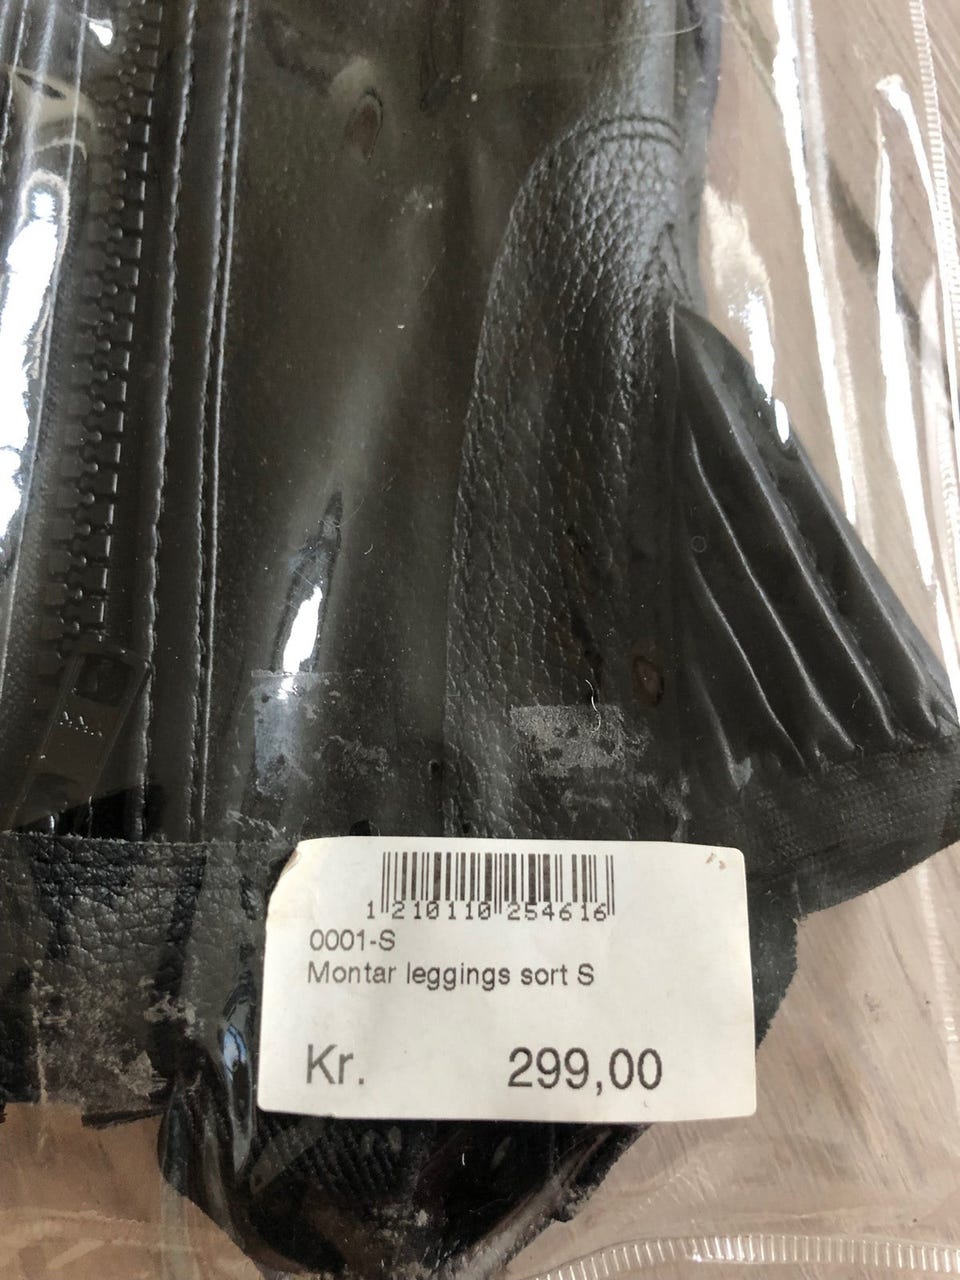 1 210110 254616
0001-S
Montar leggings sort S
Kr. 299,00